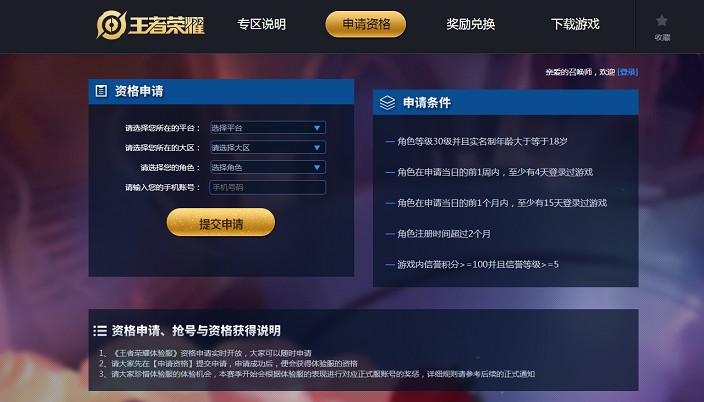 王者荣耀
专区说明
申请资格
奖励兑换
下载游戏
收藏
亲爱的召唤师，欢迎 [登录]
资格申请
请选择您所在的平台： 选择平台
请选择您所在的大区： 选择大区
请选择您的角色： 选择角色
请输入您的手机账号： 手机号码
提交申请
申请条件
角色等级30级并且实名制年龄大于等于18岁
角色在申请当日的前1周内，至少有4天登录过游戏
角色在申请当日的前1个月内，至少有15天登录过游戏
角色注册时间超过2个月
游戏内信誉积分>=100并且信誉等级>=5
资格申请、抢号与资格获得说明
1、《王者荣耀体验服》资格申请实时开放，大家可以随时申请
2、请大家先在【申请资格】提交申请，申请成功后，便会获得体验服的资格
3、请大家珍惜体验服的体验机会，本赛季开始会根据体验服的表现进行对应正式服账号的奖惩，详细规则请参考后续的正式通知